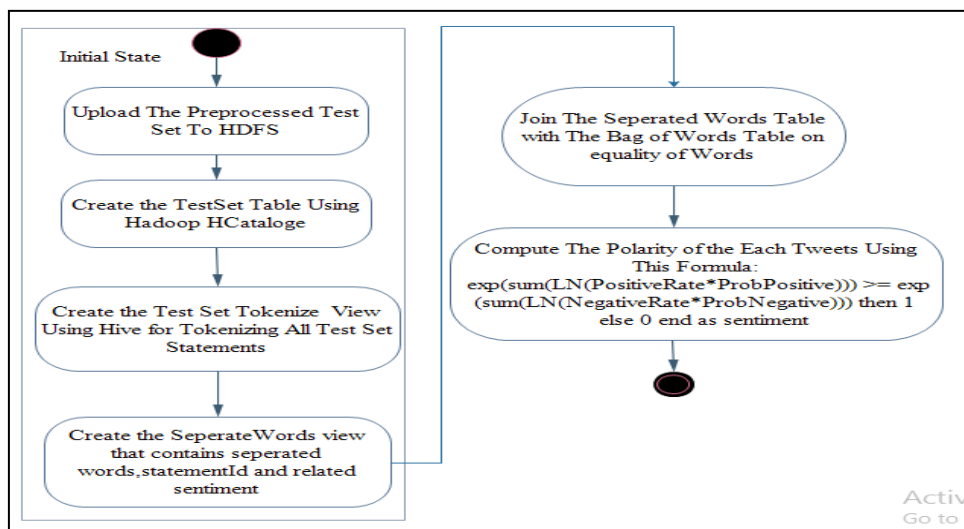 Initial State
Upload The Preprocessed Test
Set To HDFS
Create the TestSet Table Using
Hadoop HCataloge
Create the Test Set Tokenize View
Using Hive for Tokenizing All Test Set
Statements
Create the SeperateWords view
that contains seperated
words,statementId and related
sentiment
Join The Seperated Words Table
with The Bag of Words Table on
equality of Words
Compute The Polarity of the Each Tweets Using
This Formula:
exp(sum(LN(PositiveRate*ProbPositive))) >= exp
(sum(LN(NegativeRate*ProbNegative))) then 1
else 0 end as sentiment
Activ
Go to